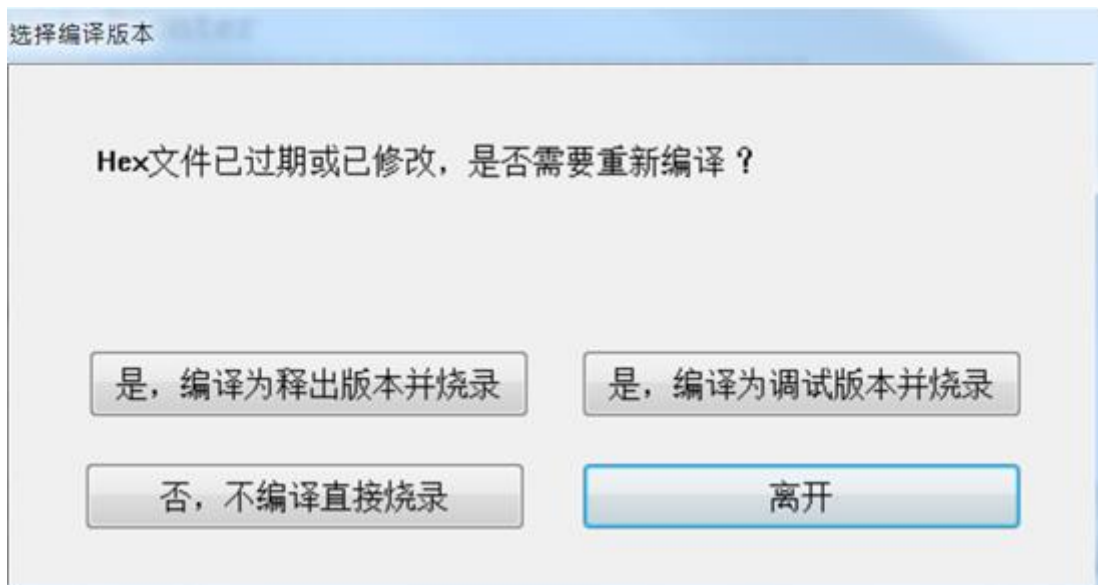 选择编译版本
Hex文件已过期或已修改，是否需要重新编译？
是，编译为释出版本并烧录
是，编译为调试版本并烧录
否，不编译直接烧录
离开